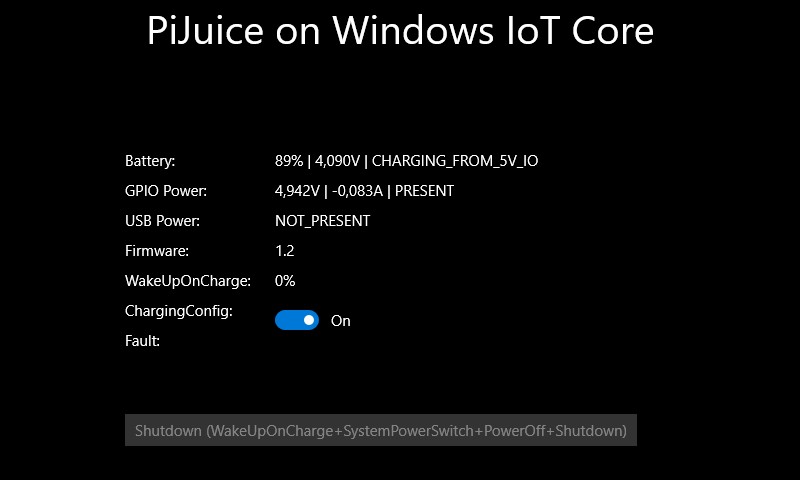 PiJuice on Windows IoT Core
Battery: 89% | 4,090V | CHARGING_FROM_5V_IO
GPIO Power: 4,942V | -0,083A | PRESENT
USB Power: NOT_PRESENT
Firmware: 1.2
WakeUpOnCharge: 0%
ChargingConfig: On
Fault:
Shutdown (WakeUpOnCharge+SystemPowerSwitch+PowerOff+Shutdown)